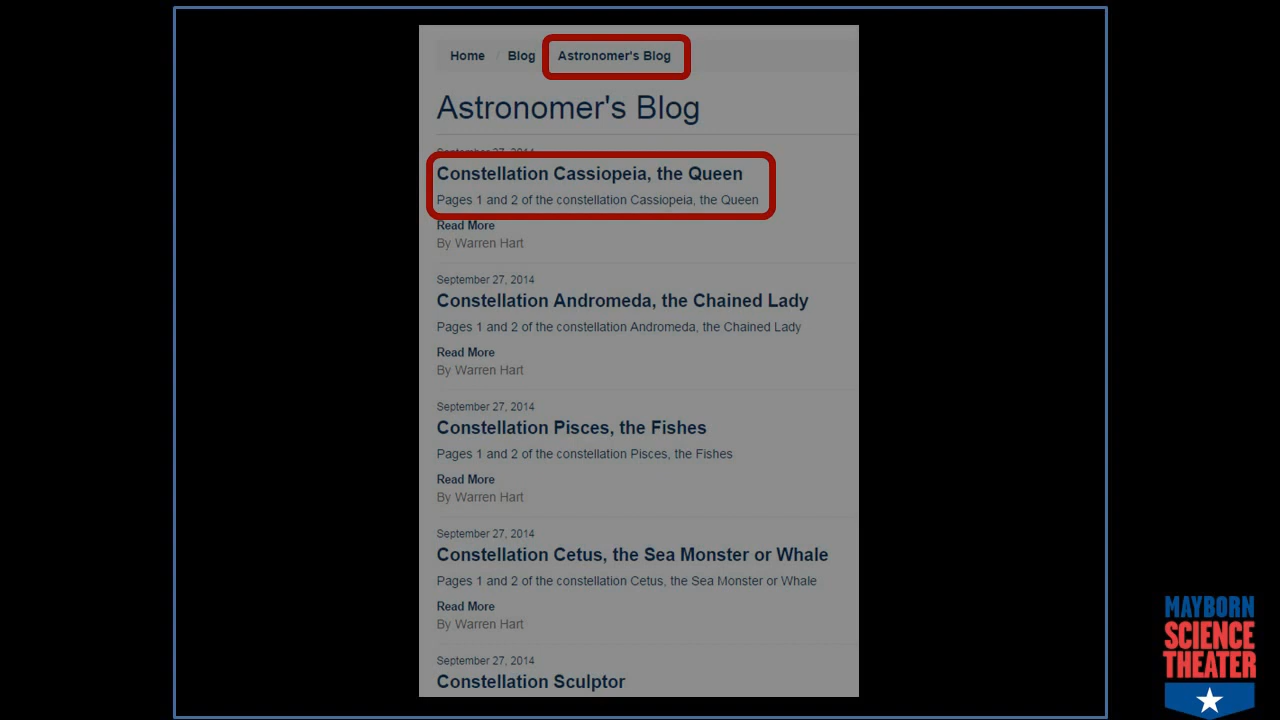 Home / Blog Astronomer's Blog
Astronomer's Blog
September 27, 2014
Constellation Cassiopeia, the Queen
Pages 1 and 2 of the constellation Cassiopeia, the Queen
Read More
By Warren Hart
September 27, 2014
Constellation Andromeda, the Chained Lady
Pages 1 and 2 of the constellation Andromeda, the Chained Lady
Read More
By Warren Hart
September 27, 2014
Constellation Pisces, the Fishes
Pages 1 and 2 of the constellation Pisces, the Fishes
Read More
By Warren Hart
September 27, 2014
Constellation Cetus, the Sea Monster or Whale
Pages 1 and 2 of the constellation Cetus, the Sea Monster or Whale
Read More
By Warren Hart
September 27, 2014
Constellation Sculptor
MAYBORN
SCIENCE
THEATER